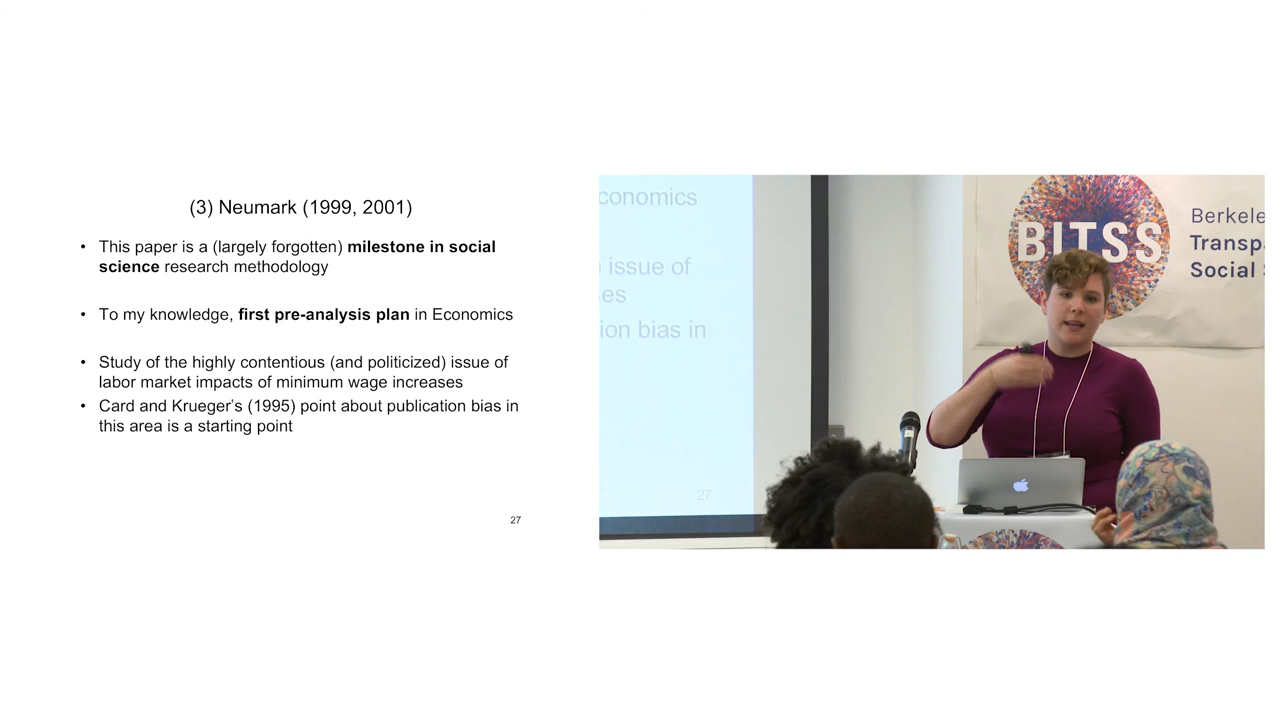 (3) Neumark (1999, 2001)
• This paper is a (largely forgotten) milestone in social
science research methodology
• To my knowledge, first pre-analysis plan in Economics
• Study of the highly contentious (and politicized) issue of
labor market impacts of minimum wage increases
• Card and Krueger's (1995) point about publication bias in
this area is a starting point
27
conomics
issue of
es
ion bias in
27
BITSS
Berkele
Transpa
Social S